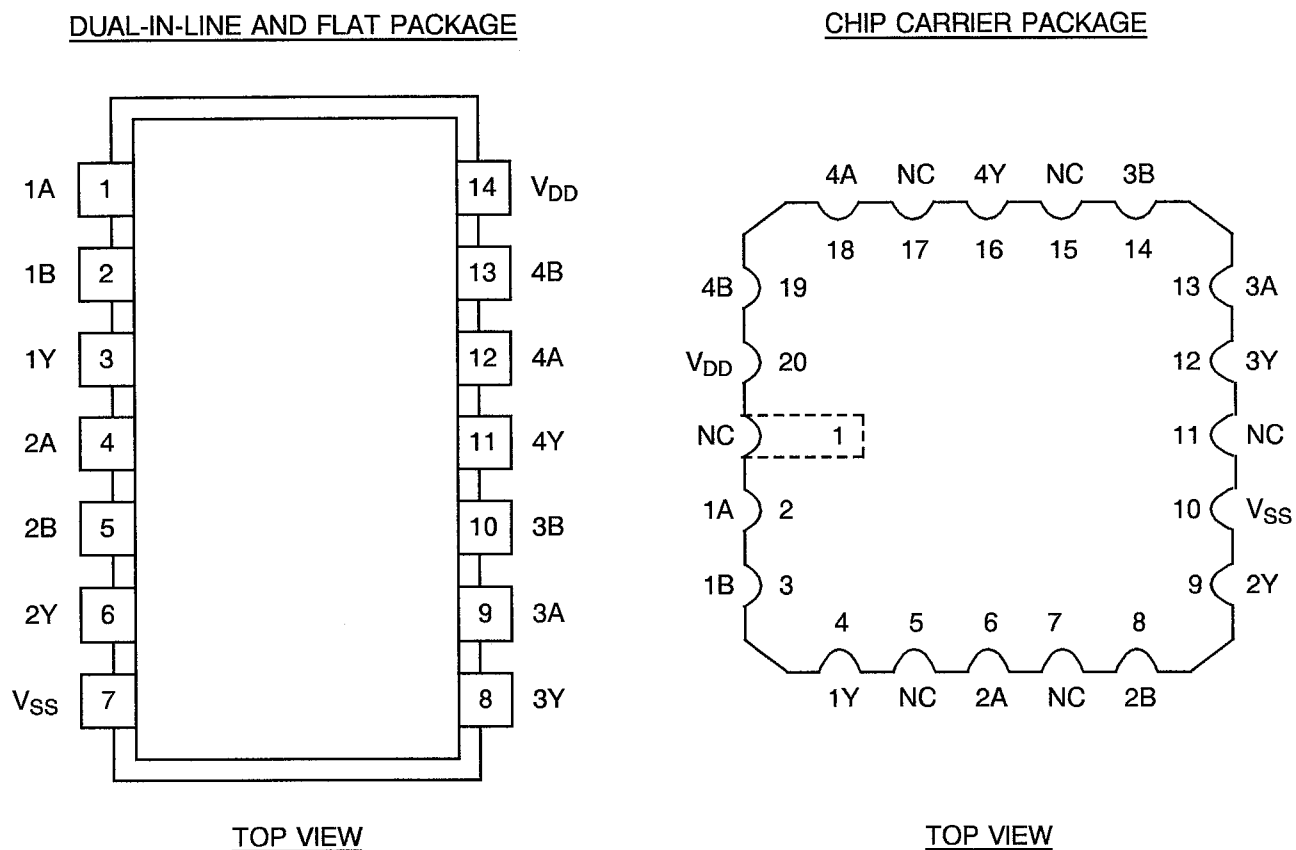 DUAL-IN-LINE AND FLAT PACKAGE
1A 1 14 VDD
1B 2 13 4B
1Y 3 12 4A
2A 4 11 4Y
2B 5 10 3B
2Y 6 9 3A
VSS 7 8 3Y
TOP VIEW
CHIP CARRIER PACKAGE
4A NC 4Y NC 3B
18 17 16 15 14
4B 19 13 3A
VDD 20 12 3Y
NC 1 11 NC
1A 2 10 VSS
1B 3 9 2Y
4 5 6 7 8
1Y NC 2A NC 2B
TOP VIEW